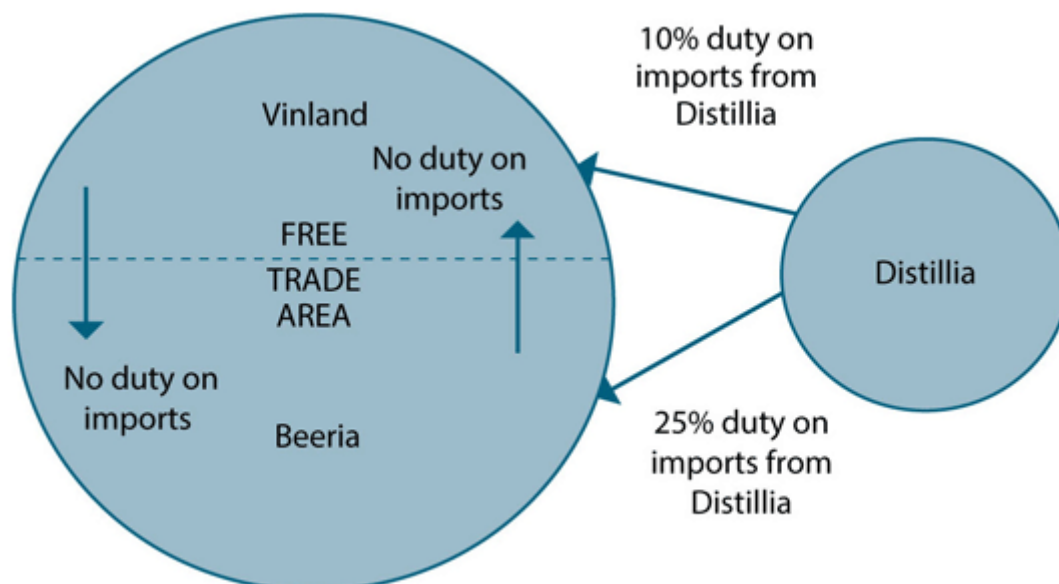 10% duty on
imports from
Distillia
Vinland
No duty on
imports
FREE
TRADE
AREA
Distillia
No duty on
imports
Beeria
25% duty on
imports from
Distillia